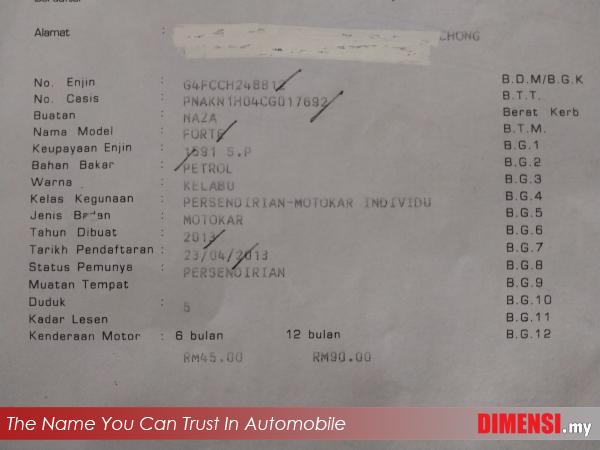 Alamat : CHONG
No. Enjin : G4FCCH248812 B.D.M/B.G.K
No. Casis : PNAKN1H04CG017692 B.T.T.
Buatan : NAZA Berat Kerb
Nama Model : FORTE B.T.M.
Keupayaan Enjin : 1591 S.P B.G.1
Bahan Bakar : PETROL B.G.2
Warna : KELABU B.G.3
Kelas Kegunaan : PERSENDIRIAN-MOTOKAR INDIVIDU B.G.4
Jenis Badan : MOTOKAR B.G.5
Tahun Dibuat : 2013 B.G.6
Tarikh Pendaftaran : 23/04/2013 B.G.7
Status Pemunya : PERSENDIRIAN B.G.8
Muatan Tempat B.G.9
Duduk : 5 B.G.10
Kadar Lesen B.G.11
Kenderaan Motor : 6 bulan 12 bulan B.G.12
RM45.00 RM90.00
The Name You Can Trust In Automobile
DIMENSI.my